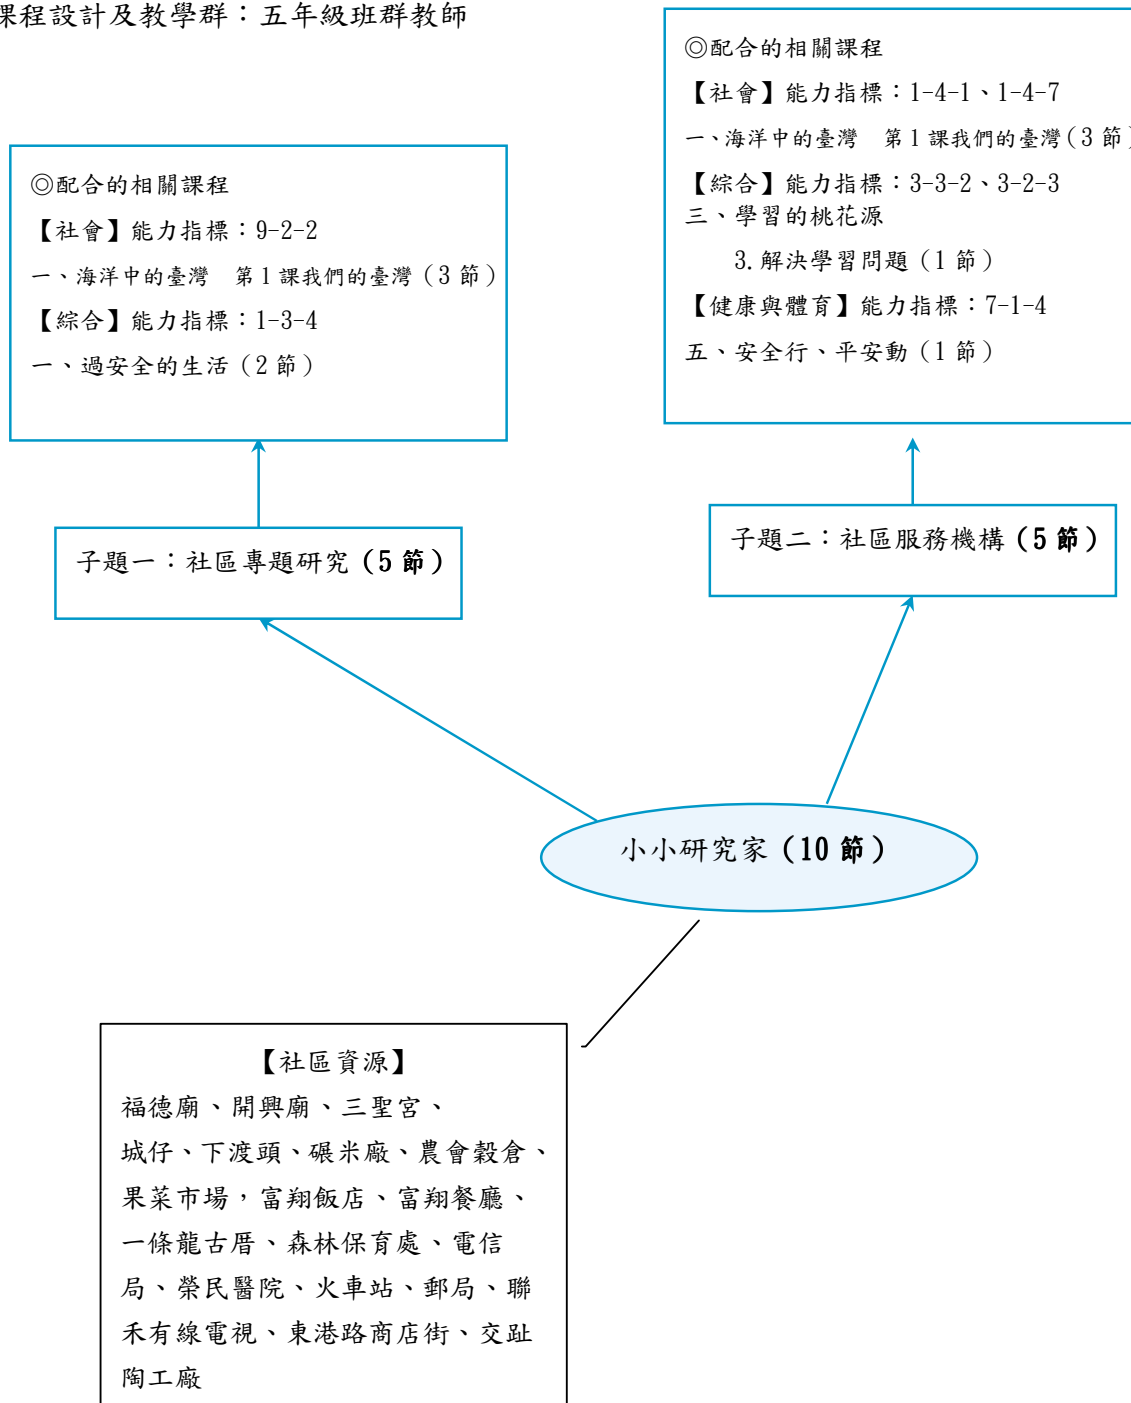 課程設計及教學群：五年級班群教師
◎配合的相關課程
【社會】能力指標：9-2-2
一、海洋中的臺灣　第1課我們的臺灣（3節）
【綜合】能力指標：1-3-4
一、過安全的生活（2節）
◎配合的相關課程
【社會】能力指標：1-4-1、1-4-7
一、海洋中的臺灣　第1課我們的臺灣（3節）
【綜合】能力指標：3-3-2、3-2-3
三、學習的桃花源
3.解決學習問題（1節）
【健康與體育】能力指標：7-1-4
五、安全行、平安動（1節）
子題一：社區專題研究（5節）
子題二：社區服務機構（5節）
小小研究家（10節）
【社區資源】
福德廟、開興廟、三聖宮、
城仔、下渡頭、碾米廠、農會穀倉、
果菜市場，富翔飯店、富翔餐廳、
一條龍古厝、森林保育處、電信
局、榮民醫院、火車站、郵局、聯
禾有線電視、東港路商店街、交趾
陶工廠